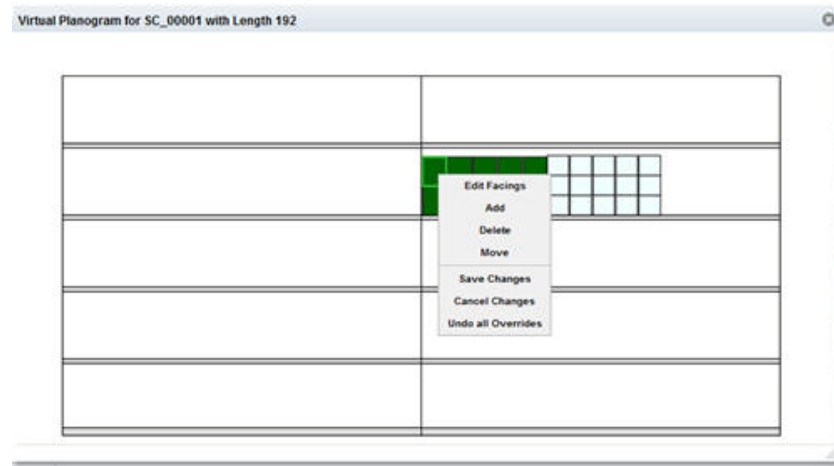 Virtual Planogram for SC_00001 with Length 192
Edit Facings
Add
Delete
Move
Save Changes
Cancel Changes
Undo all Overrides